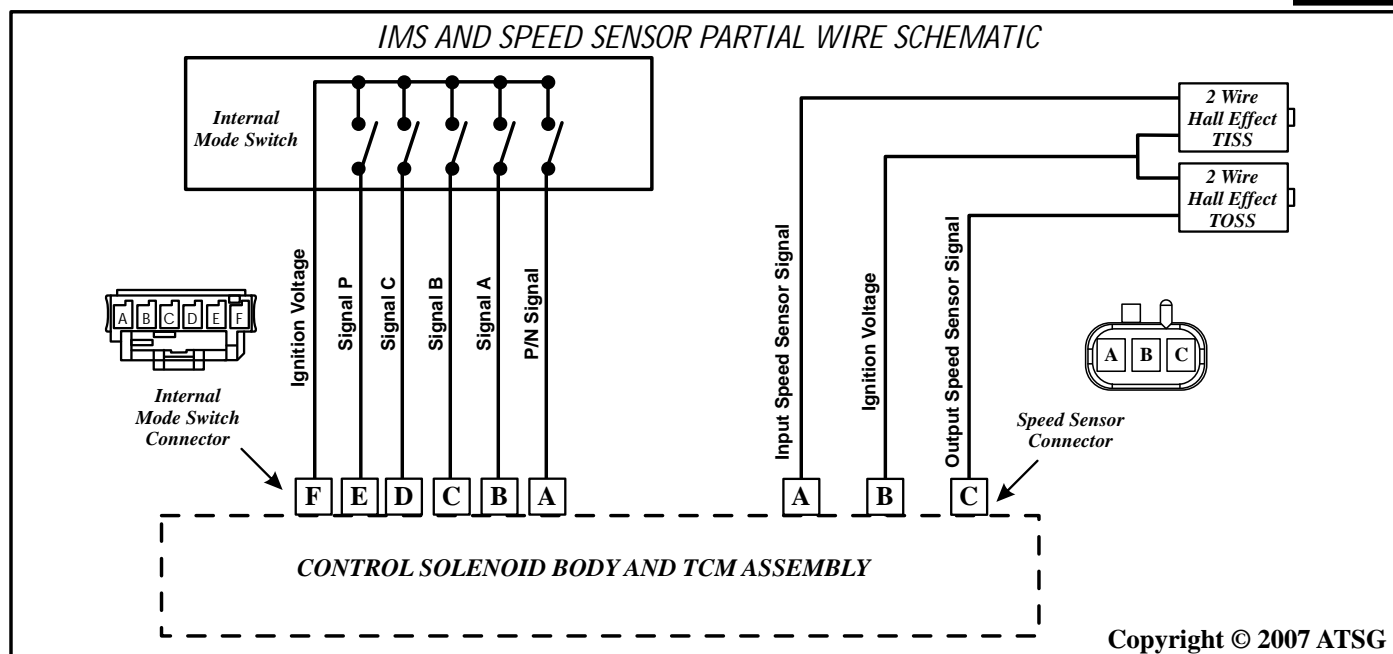 IMS AND SPEED SENSOR PARTIAL WIRE SCHEMATIC
Internal
Mode Switch
2 Wire
Hall Effect
TISS
2 Wire
Hall Effect
TOSS
Ignition Voltage
Signal P
Signal C
Signal B
Signal A
P/N Signal
Input Speed Sensor Signal
Ignition Voltage
Output Speed Sensor Signal
A B C D E F
Internal
Mode Switch
Connector
A B C
Speed Sensor
Connector
F E D C B A
A B C
CONTROL SOLENOID BODY AND TCM ASSEMBLY
Copyright © 2007 ATSG